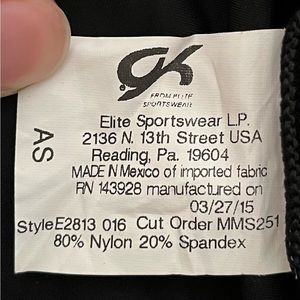 GK
FROM ELITE
SPORTSWEAR
Elite Sportswear L.P.
2136 N. 13th Street USA
Reading, Pa. 19604
MADE IN Mexico of imported fabric
RN 143928 manufactured on
03/27/15
Style E2813 016 Cut Order MMS251
80% Nylon 20% Spandex
AS